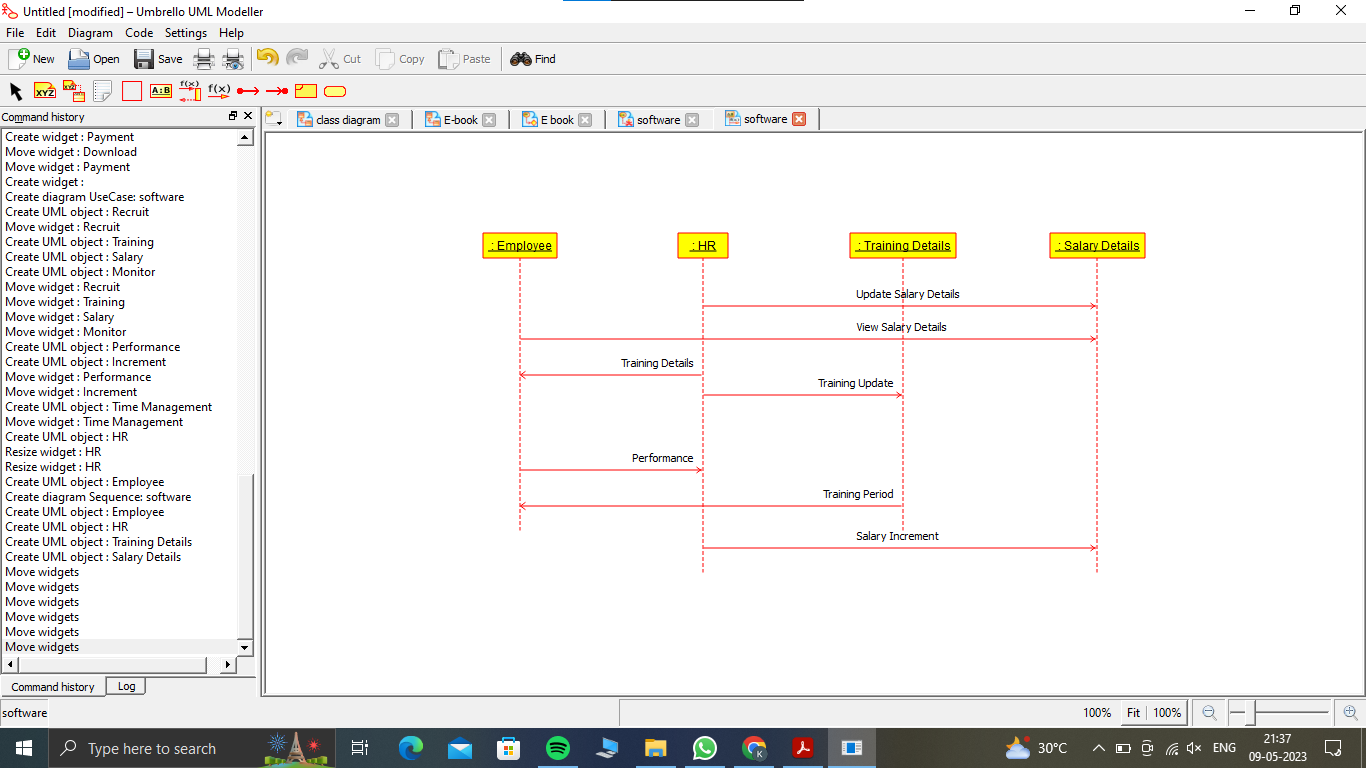 Untitled [modified] – Umbrello UML Modeller
File Edit Diagram Code Settings Help
New Open Save Cut Copy Paste Find
XYZ XYZ A:B f(x) f(x)
Command history
class diagram E-book E book software software
Create widget : Payment
Move widget : Download
Move widget : Payment
Create widget :
Create diagram UseCase: software
Create UML object : Recruit
Move widget : Recruit
Create UML object : Training
Create UML object : Salary
Create UML object : Monitor
Move widget : Recruit
Move widget : Training
Move widget : Salary
Move widget : Monitor
Create UML object : Performance
Create UML object : Increment
Move widget : Performance
Move widget : Increment
Create UML object : Time Management
Move widget : Time Management
Create UML object : HR
Resize widget : HR
Resize widget : HR
Create UML object : Employee
Create diagram Sequence: software
Create UML object : Employee
Create UML object : HR
Create UML object : Training Details
Create UML object : Salary Details
Move widgets
Move widgets
Move widgets
Move widgets
Move widgets
Move widgets
Command history Log
: Employee : HR : Training Details : Salary Details
Update Salary Details
View Salary Details
Training Details
Training Update
Performance
Training Period
Salary Increment
software 100% Fit 100%
Type here to search
30°C ENG
21:37
09-05-2023